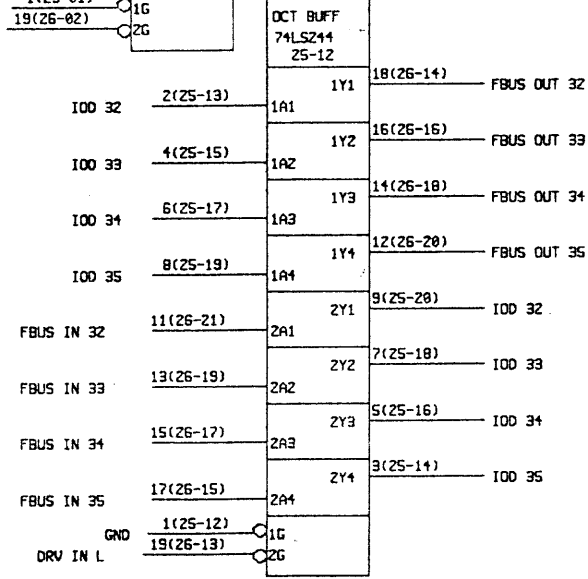 1G
19(26-02)
2G
OCT BUFF
74LS244
25-12
IOD 32 2(25-13) 1A1 1Y1 18(26-14) FBUS OUT 32
IOD 33 4(25-15) 1A2 1Y2 16(26-16) FBUS OUT 33
IOD 34 6(25-17) 1A3 1Y3 14(26-18) FBUS OUT 34
IOD 35 8(25-19) 1A4 1Y4 12(26-20) FBUS OUT 35
FBUS IN 32 11(26-21) 2A1 2Y1 9(25-20) IOD 32
FBUS IN 33 13(26-19) 2A2 2Y2 7(25-18) IOD 33
FBUS IN 34 15(26-17) 2A3 2Y3 5(25-16) IOD 34
FBUS IN 35 17(26-15) 2A4 2Y4 3(25-14) IOD 35
GND 1(25-12) 1G
DRV IN L 19(26-13) 2G